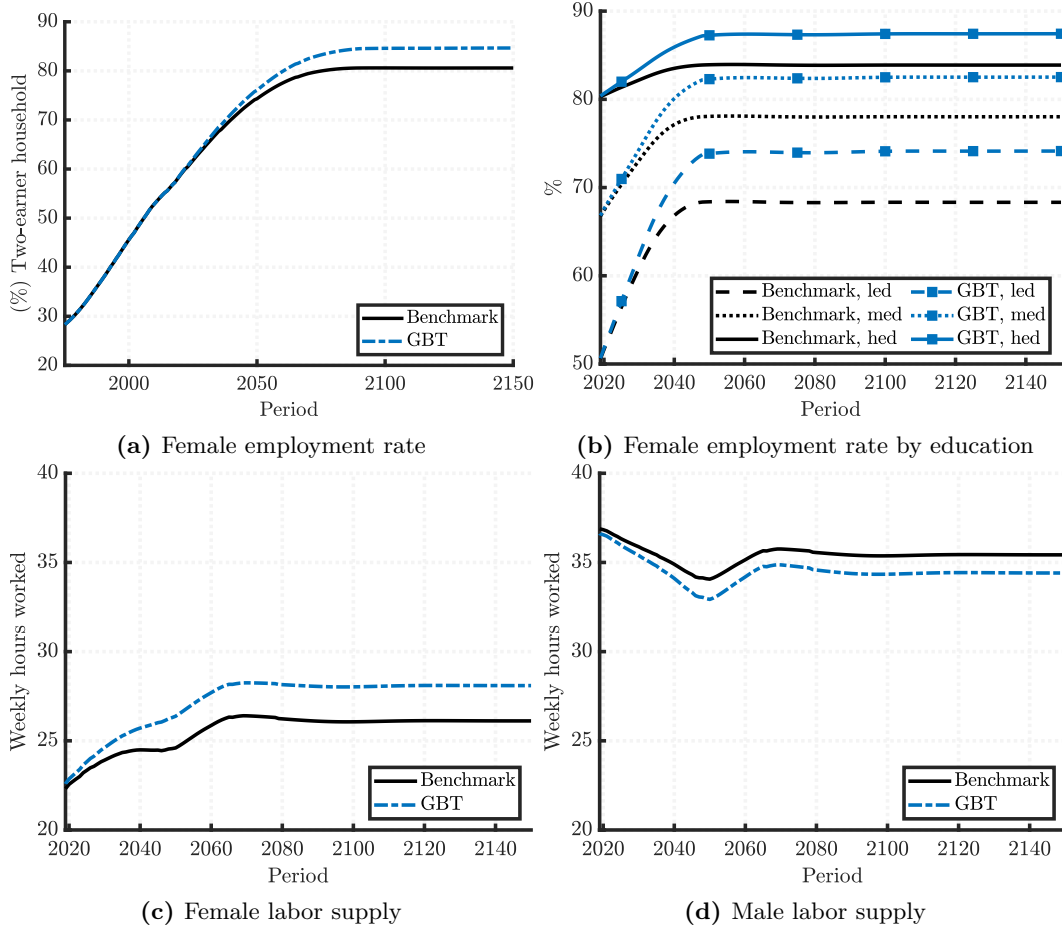 90
80
70
60
50
40
30
20
(%) Two-earner household
2000
2050
2100
2150
Period
Benchmark
GBT
(a) Female employment rate
90
80
70
60
50
%
2020
2040
2060
2080
2100
2120
2140
Period
Benchmark, led
GBT, led
Benchmark, med
GBT, med
Benchmark, hed
GBT, hed
(b) Female employment rate by education
40
35
30
25
20
Weekly hours worked
2020
2040
2060
2080
2100
2120
2140
Period
Benchmark
GBT
(c) Female labor supply
40
35
30
25
20
Weekly hours worked
2020
2040
2060
2080
2100
2120
2140
Period
Benchmark
GBT
(d) Male labor supply